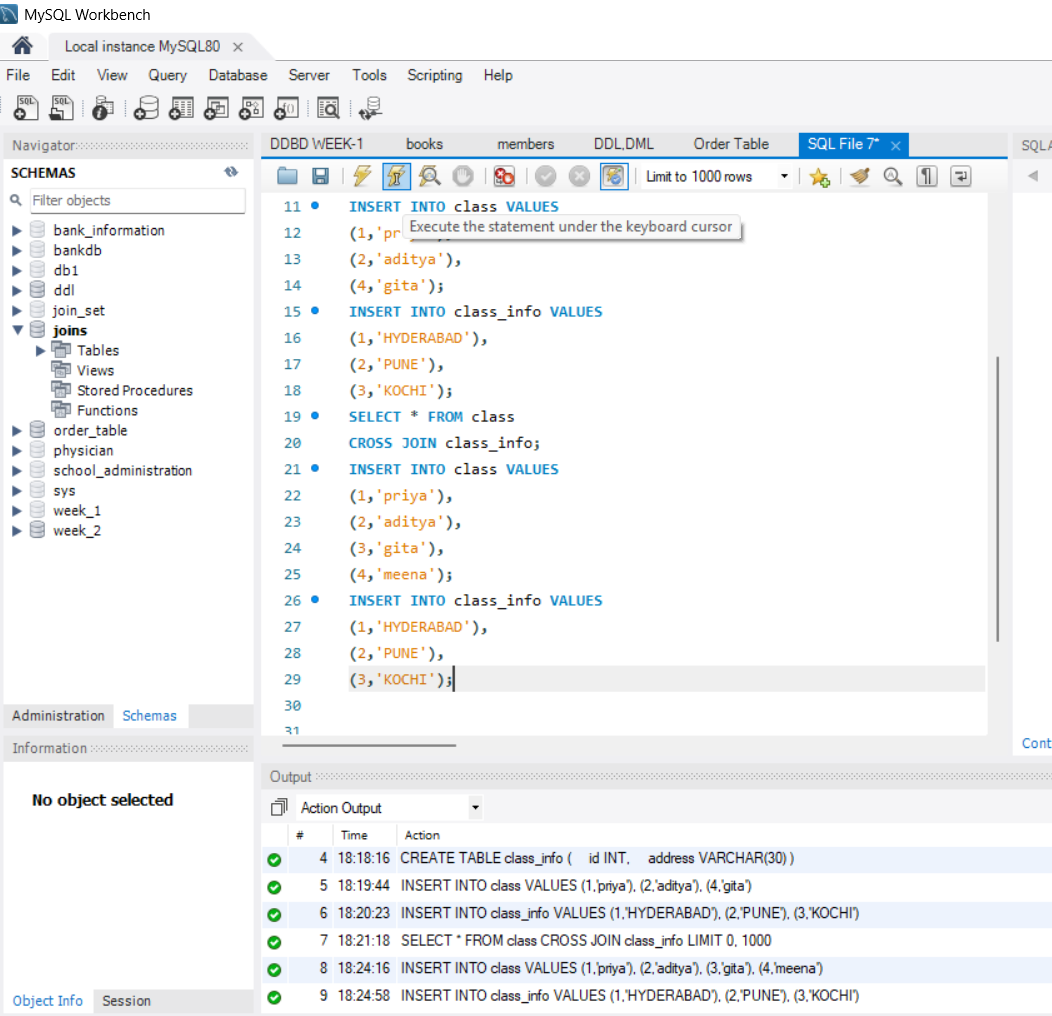 MySQL Workbench
Local instance MySQL80
File Edit View Query Database Server Tools Scripting Help
Navigator
SCHEMAS
Filter objects
bank_information
bankdb
db1
ddl
join_set
joins
Tables
Views
Stored Procedures
Functions
order_table
physician
school_administration
sys
week_1
week_2
Administration Schemas
Information
No object selected
Object Info Session
DDBD WEEK-1 books members DDL,DML Order Table SQL File 7*
Limit to 1000 rows
11 INSERT INTO class VALUES
Execute the statement under the keyboard cursor
12 (1,'pr
13 (2,'aditya'),
14 (4,'gita');
15 INSERT INTO class_info VALUES
16 (1,'HYDERABAD'),
17 (2,'PUNE'),
18 (3,'KOCHI');
19 SELECT * FROM class
20 CROSS JOIN class_info;
21 INSERT INTO class VALUES
22 (1,'priya'),
23 (2,'aditya'),
24 (3,'gita'),
25 (4,'meena');
26 INSERT INTO class_info VALUES
27 (1,'HYDERABAD'),
28 (2,'PUNE'),
29 (3,'KOCHI');
30
31
SQLA
Cont
Output
Action Output
# Time Action
4 18:18:16 CREATE TABLE class_info ( id INT, address VARCHAR(30) )
5 18:19:44 INSERT INTO class VALUES (1,'priya'), (2,'aditya'), (4,'gita')
6 18:20:23 INSERT INTO class_info VALUES (1,'HYDERABAD'), (2,'PUNE'), (3,'KOCHI')
7 18:21:18 SELECT * FROM class CROSS JOIN class_info LIMIT 0, 1000
8 18:24:16 INSERT INTO class VALUES (1,'priya'), (2,'aditya'), (3,'gita'), (4,'meena')
9 18:24:58 INSERT INTO class_info VALUES (1,'HYDERABAD'), (2,'PUNE'), (3,'KOCHI')